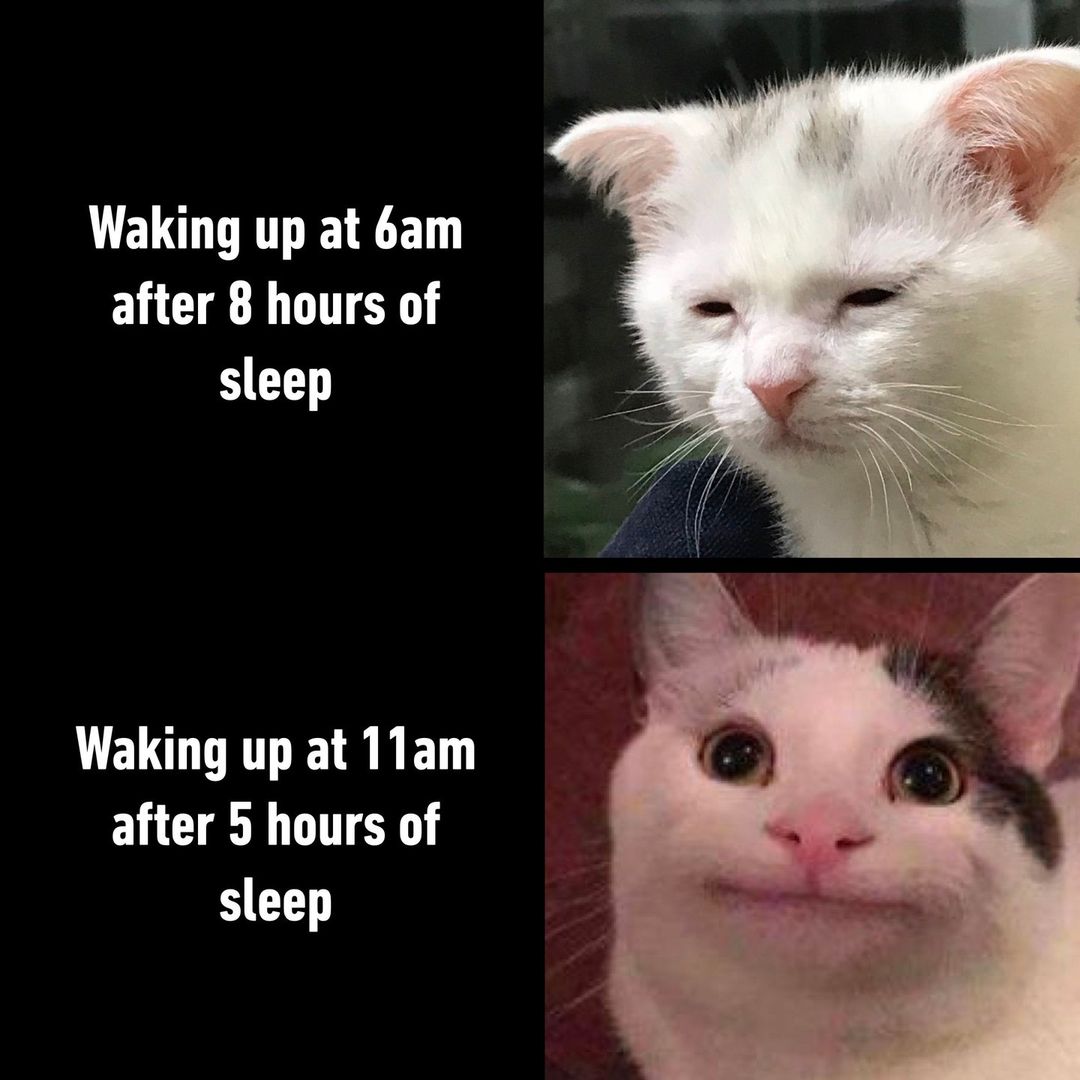 Waking up at 6am
after 8 hours of
sleep
Waking up at 11am
after 5 hours of
sleep